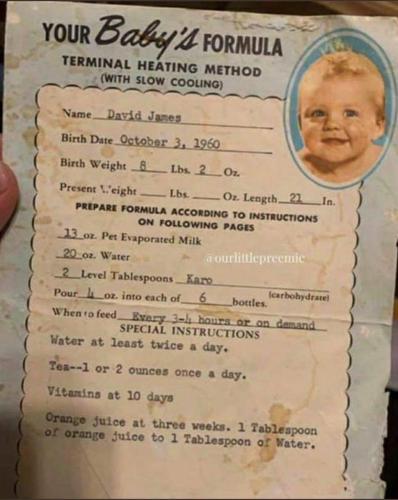 YOUR Baby's FORMULA
TERMINAL HEATING METHOD
(WITH SLOW COOLING)
Name David James
Birth Date October 3, 1960
Birth Weight 8 Lbs. 2 Oz.
Present Weight Lbs. Oz. Length 21 In.
PREPARE FORMULA ACCORDING TO INSTRUCTIONS
ON FOLLOWING PAGES
13 oz. Pet Evaporated Milk
20 oz. Water
@ourlittlepreemie
2 Level Tablespoons Karo
(carbohydrate)
Pour 4 oz. into each of 6 bottles.
When to feed Every 3-4 hours or on demand
SPECIAL INSTRUCTIONS
Water at least twice a day.
Tea--1 or 2 ounces once a day.
Vitamins at 10 days
Orange juice at three weeks. 1 Tablespoon
of orange juice to 1 Tablespoon of Water.